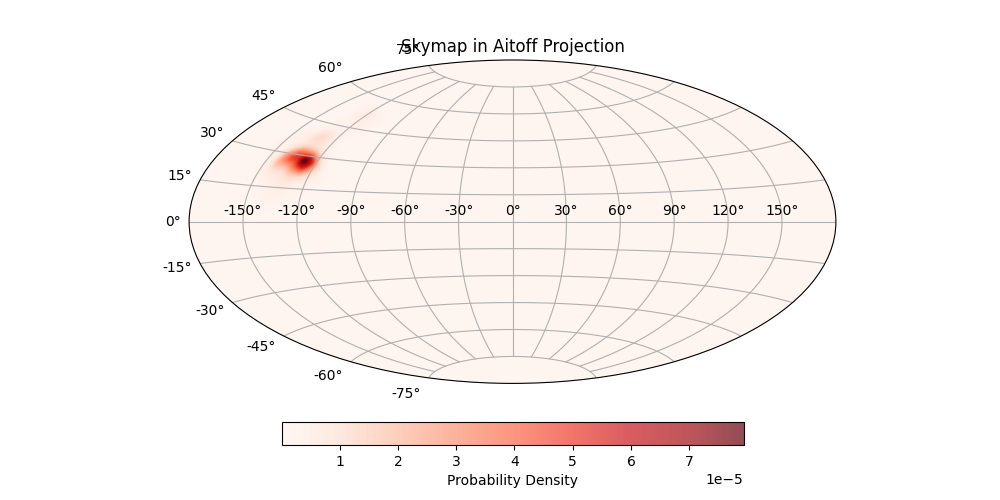 Skymap in Aitoff Projection
75°
60°
45°
30°
15°
-150° -120° -90° -60° -30° 0° 30° 60° 90° 120° 150°
0°
-15°
-30°
-45°
-60°
-75°
1 2 3 4 5 6 7
1e−5
Probability Density